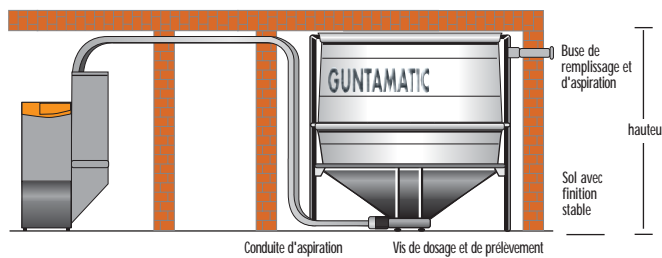 Buse de
remplissage et
d'aspiration
GUNTAMATIC
hauteu
Sol avec
finition
stable
Conduite d'aspiration
Vis de dosage et de prélèvement